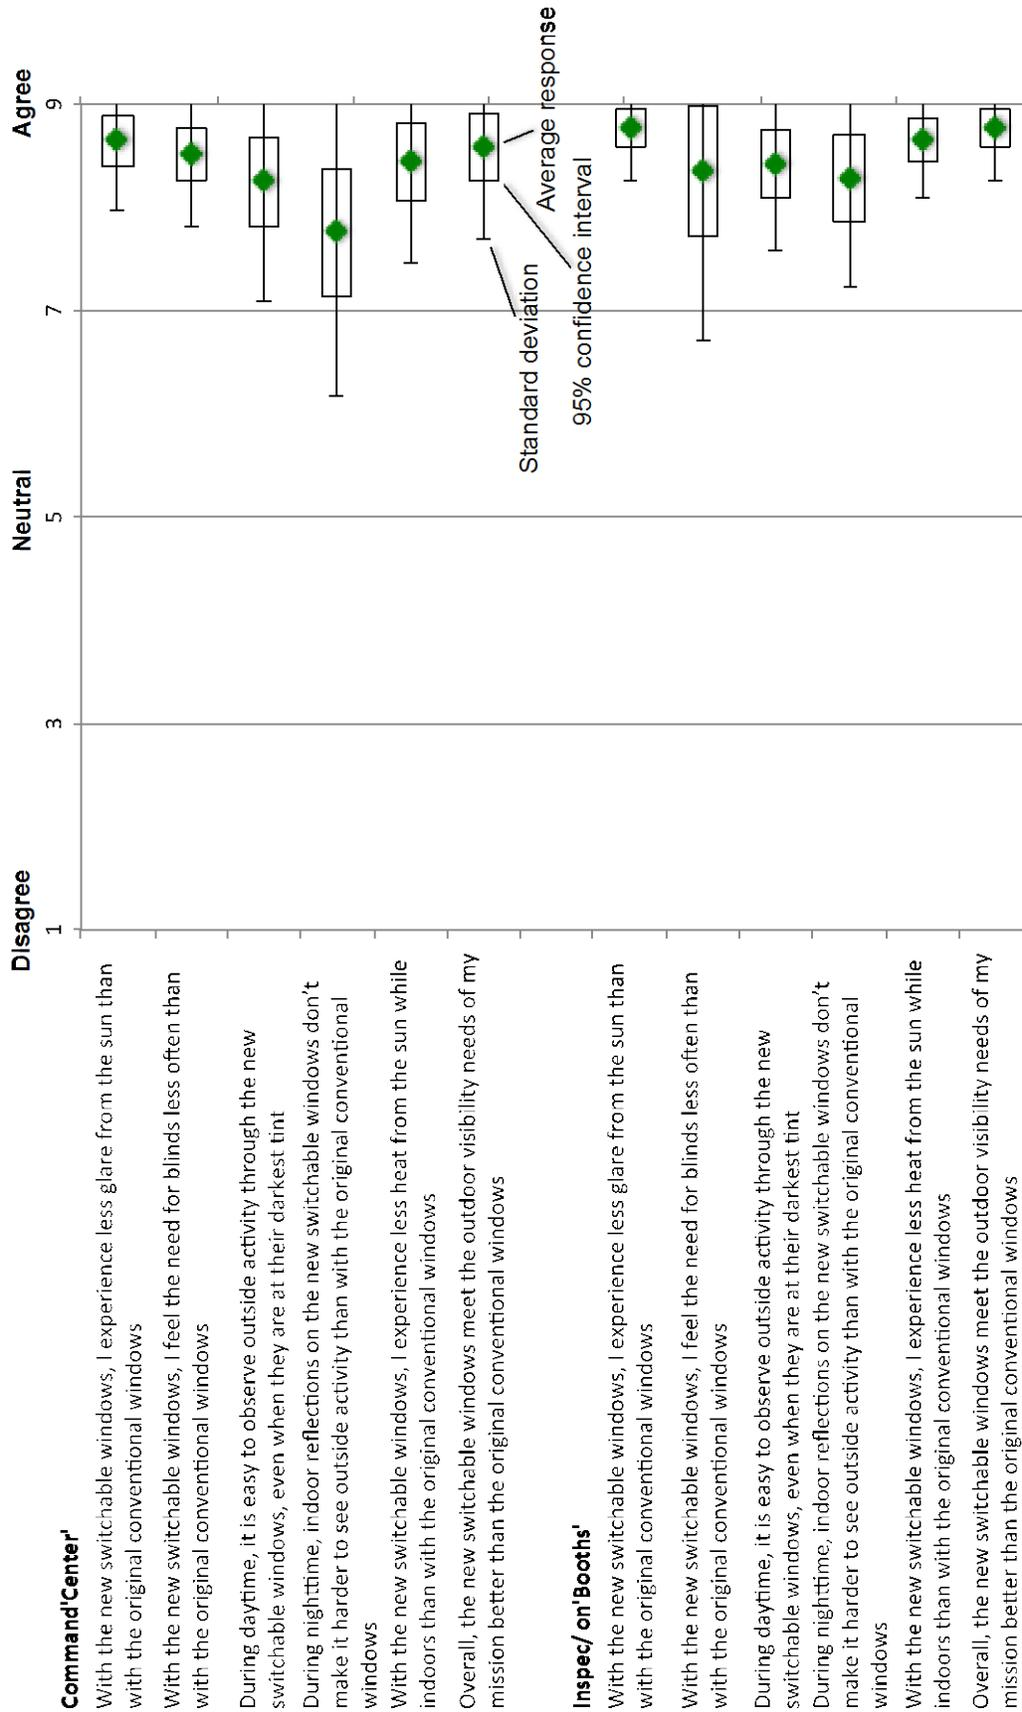 Disagree
Neutral
Agree
1
3
5
7
9
Command'Center'
With the new switchable windows, I experience less glare from the sun than
with the original conventional windows
With the new switchable windows, I feel the need for blinds less often than
with the original conventional windows
During daytime, it is easy to observe outside activity through the new
switchable windows, even when they are at their darkest tint
During nighttime, indoor reflections on the new switchable windows don't
make it harder to see outside activity than with the original conventional
windows
With the new switchable windows, I experience less heat from the sun while
indoors than with the original conventional windows
Overall, the new switchable windows meet the outdoor visibility needs of my
mission better than the original conventional windows
Standard deviation
Average response
95% confidence interval
Inspec/ on'Booths'
With the new switchable windows, I experience less glare from the sun than
with the original conventional windows
With the new switchable windows, I feel the need for blinds less often than
with the original conventional windows
During daytime, it is easy to observe outside activity through the new
switchable windows, even when they are at their darkest tint
During nighttime, indoor reflections on the new switchable windows don't
make it harder to see outside activity than with the original conventional
windows
With the new switchable windows, I experience less heat from the sun while
indoors than with the original conventional windows
Overall, the new switchable windows meet the outdoor visibility needs of my
mission better than the original conventional windows